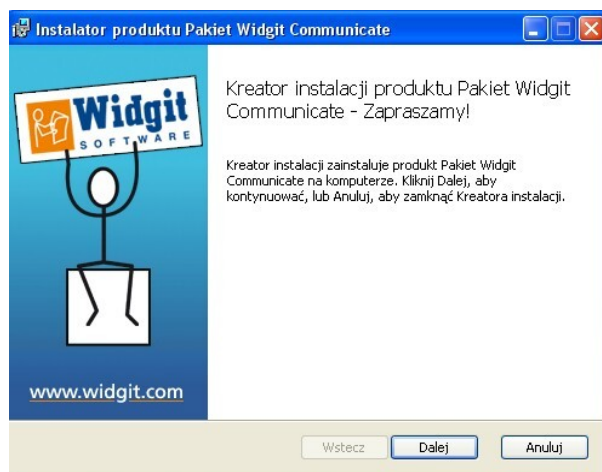 Instalator produktu Pakiet Widgit Communicate
Widgit
SOFTWARE
Kreator instalacji produktu Pakiet Widgit
Communicate - Zapraszamy!
Kreator instalacji zainstaluje produkt Pakiet Widgit
Communicate na komputerze. Kliknij Dalej, aby
kontynuować, lub Anuluj, aby zamknąć Kreatora instalacji.
www.widgit.com
Wstecz Dalej Anuluj